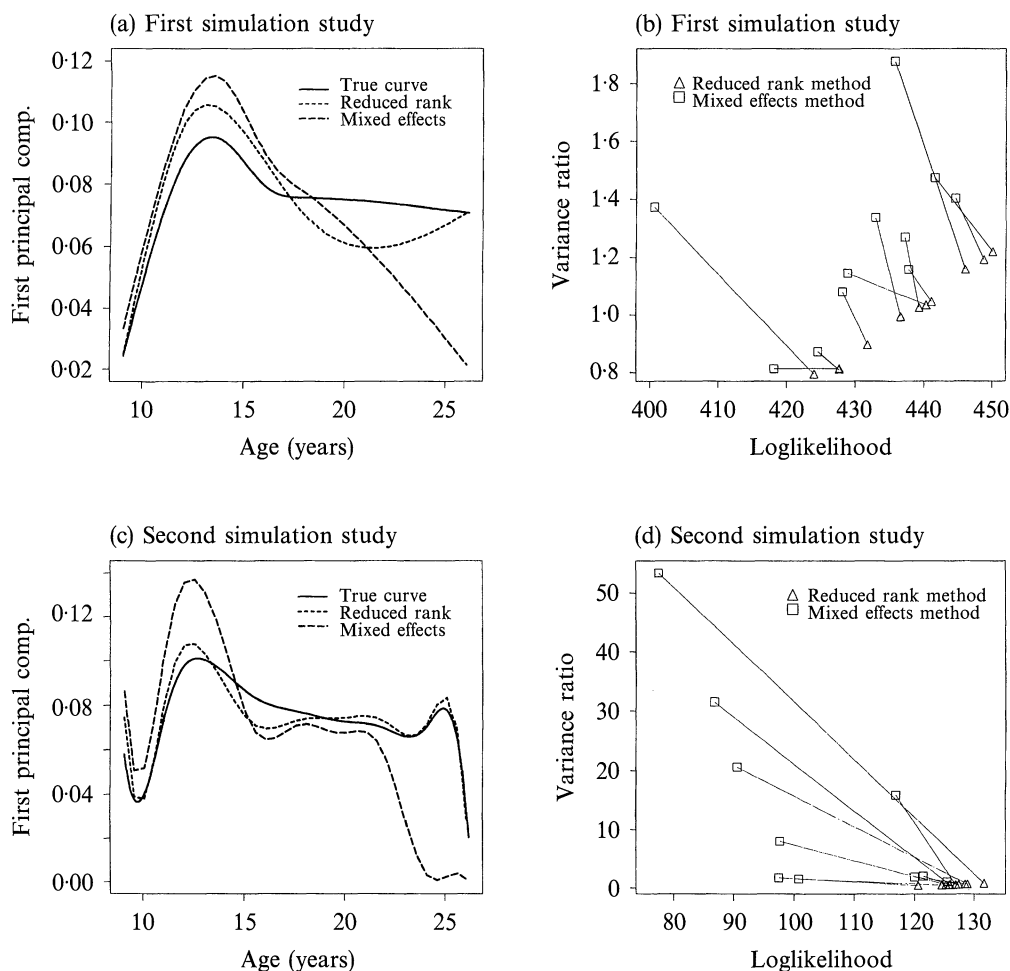 (a) First simulation study
First principal comp.
0·12
0·10
0·08
0·06
0·04
0·02
True curve
Reduced rank
Mixed effects
10 15 20 25
Age (years)
(b) First simulation study
Variance ratio
1·8
1·6
1·4
1·2
1·0
0·8
Reduced rank method
Mixed effects method
400 410 420 430 440 450
Loglikelihood
(c) Second simulation study
First principal comp.
0·12
0·08
0·04
0·00
True curve
Reduced rank
Mixed effects
10 15 20 25
Age (years)
(d) Second simulation study
Variance ratio
50
40
30
20
10
0
Reduced rank method
Mixed effects method
80 90 100 110 120 130
Loglikelihood